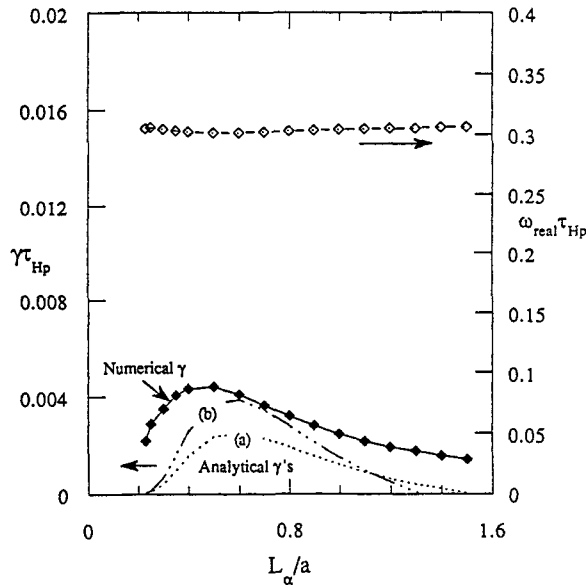 0.02
0.016
0.012
0.008
0.004
0
γτ_Hp
0.4
0.35
0.3
0.25
0.2
0.15
0.1
0.05
0
ω_real τ_Hp
Numerical γ
(b)
(a)
Analytical γ's
0
0.8
1.6
L_α/a